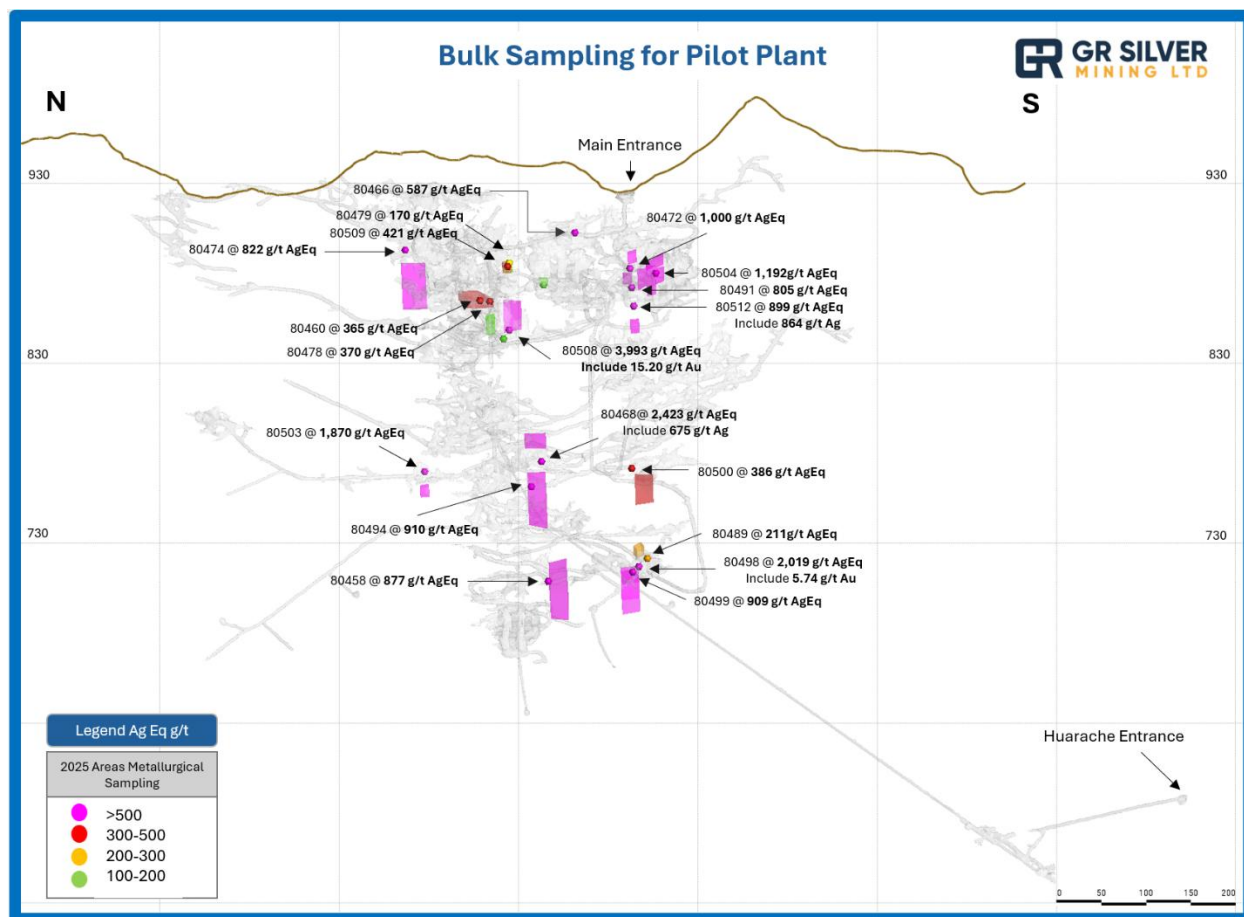 Bulk Sampling for Pilot Plant
GR GR SILVER
MINING LTD
N
S
Main Entrance
930
930
80466 @ 587 g/t AgEq
80479 @ 170 g/t AgEq
80472 @ 1,000 g/t AgEq
80509 @ 421 g/t AgEq
80474 @ 822 g/t AgEq
80504 @ 1,192g/t AgEq
80491 @ 805 g/t AgEq
80512 @ 899 g/t AgEq
Include 864 g/t Ag
80460 @ 365 g/t AgEq
80478 @ 370 g/t AgEq
80508 @ 3,993 g/t AgEq
Include 15.20 g/t Au
830
830
80468@ 2,423 g/t AgEq
Include 675 g/t Ag
80503 @ 1,870 g/t AgEq
80500 @ 386 g/t AgEq
80494 @ 910 g/t AgEq
730
730
80489 @ 211g/t AgEq
80498 @ 2,019 g/t AgEq
Include 5.74 g/t Au
80458 @ 877 g/t AgEq
80499 @ 909 g/t AgEq
Legend Ag Eq g/t
2025 Areas Metallurgical
Sampling
>500
300-500
200-300
100-200
Huarache Entrance
0 50 100 150 200